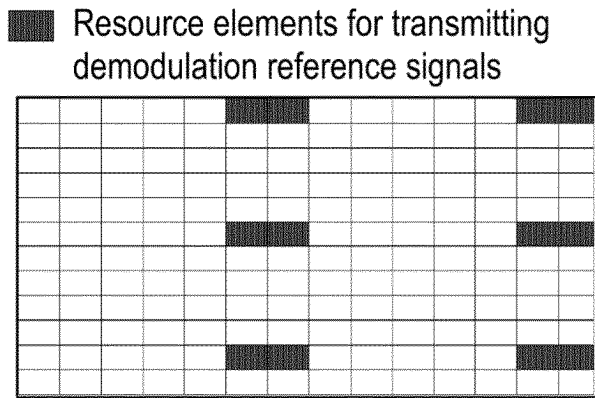 Resource elements for transmitting
demodulation reference signals